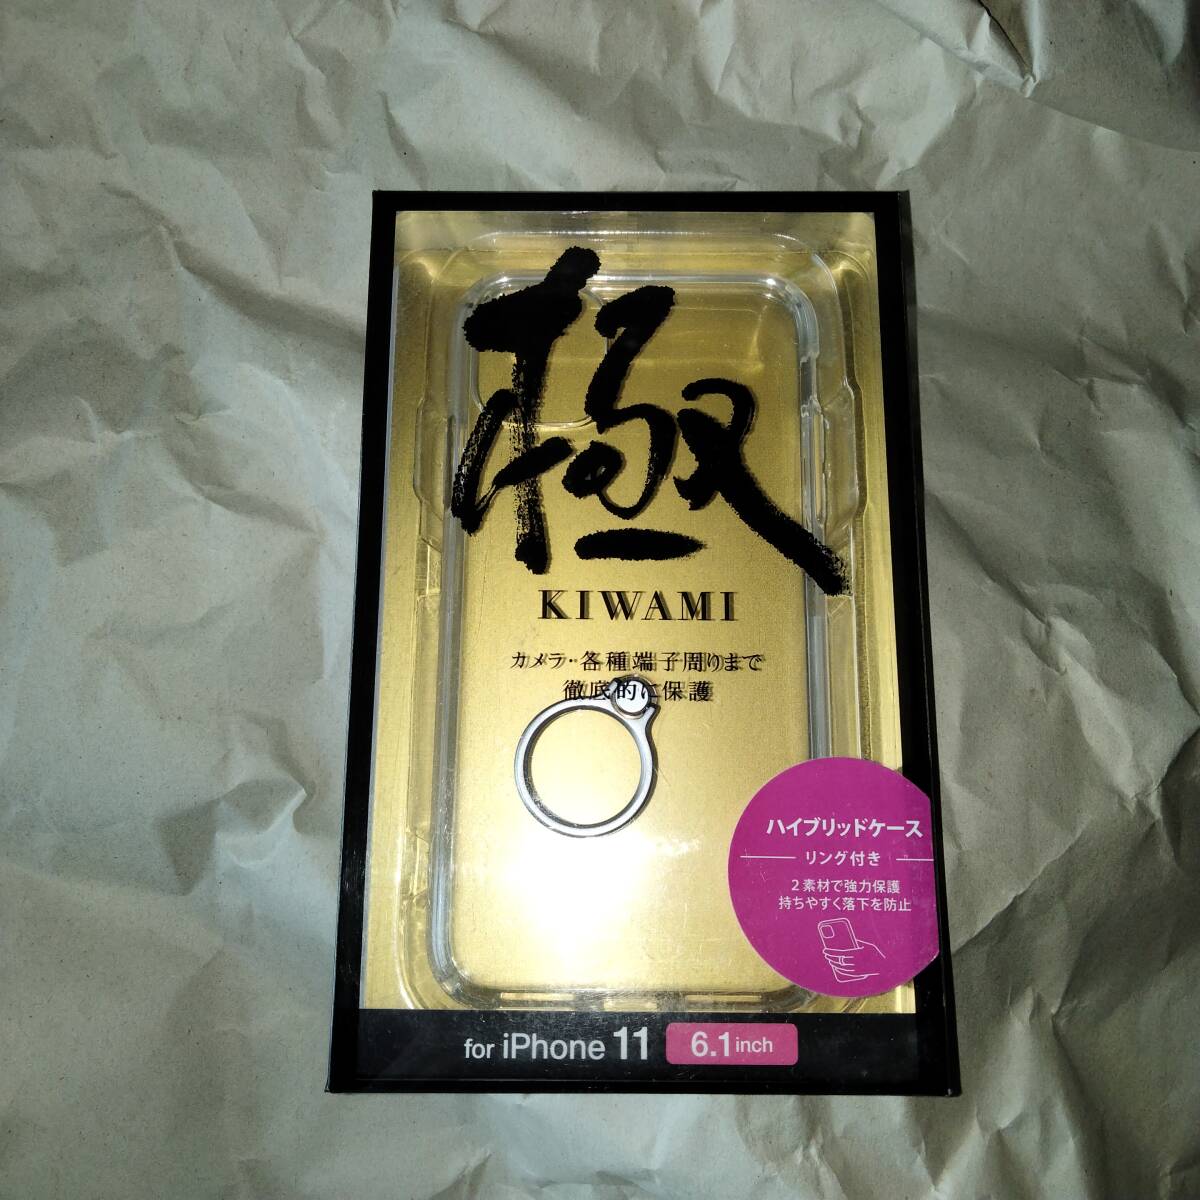 極
KIWAMI
カメラ・各種端子周りまで
徹底的に保護
ハイブリッドケース
リング付き
2素材で強力保護
持ちやすく落下を防止
for iPhone 11 6.1inch